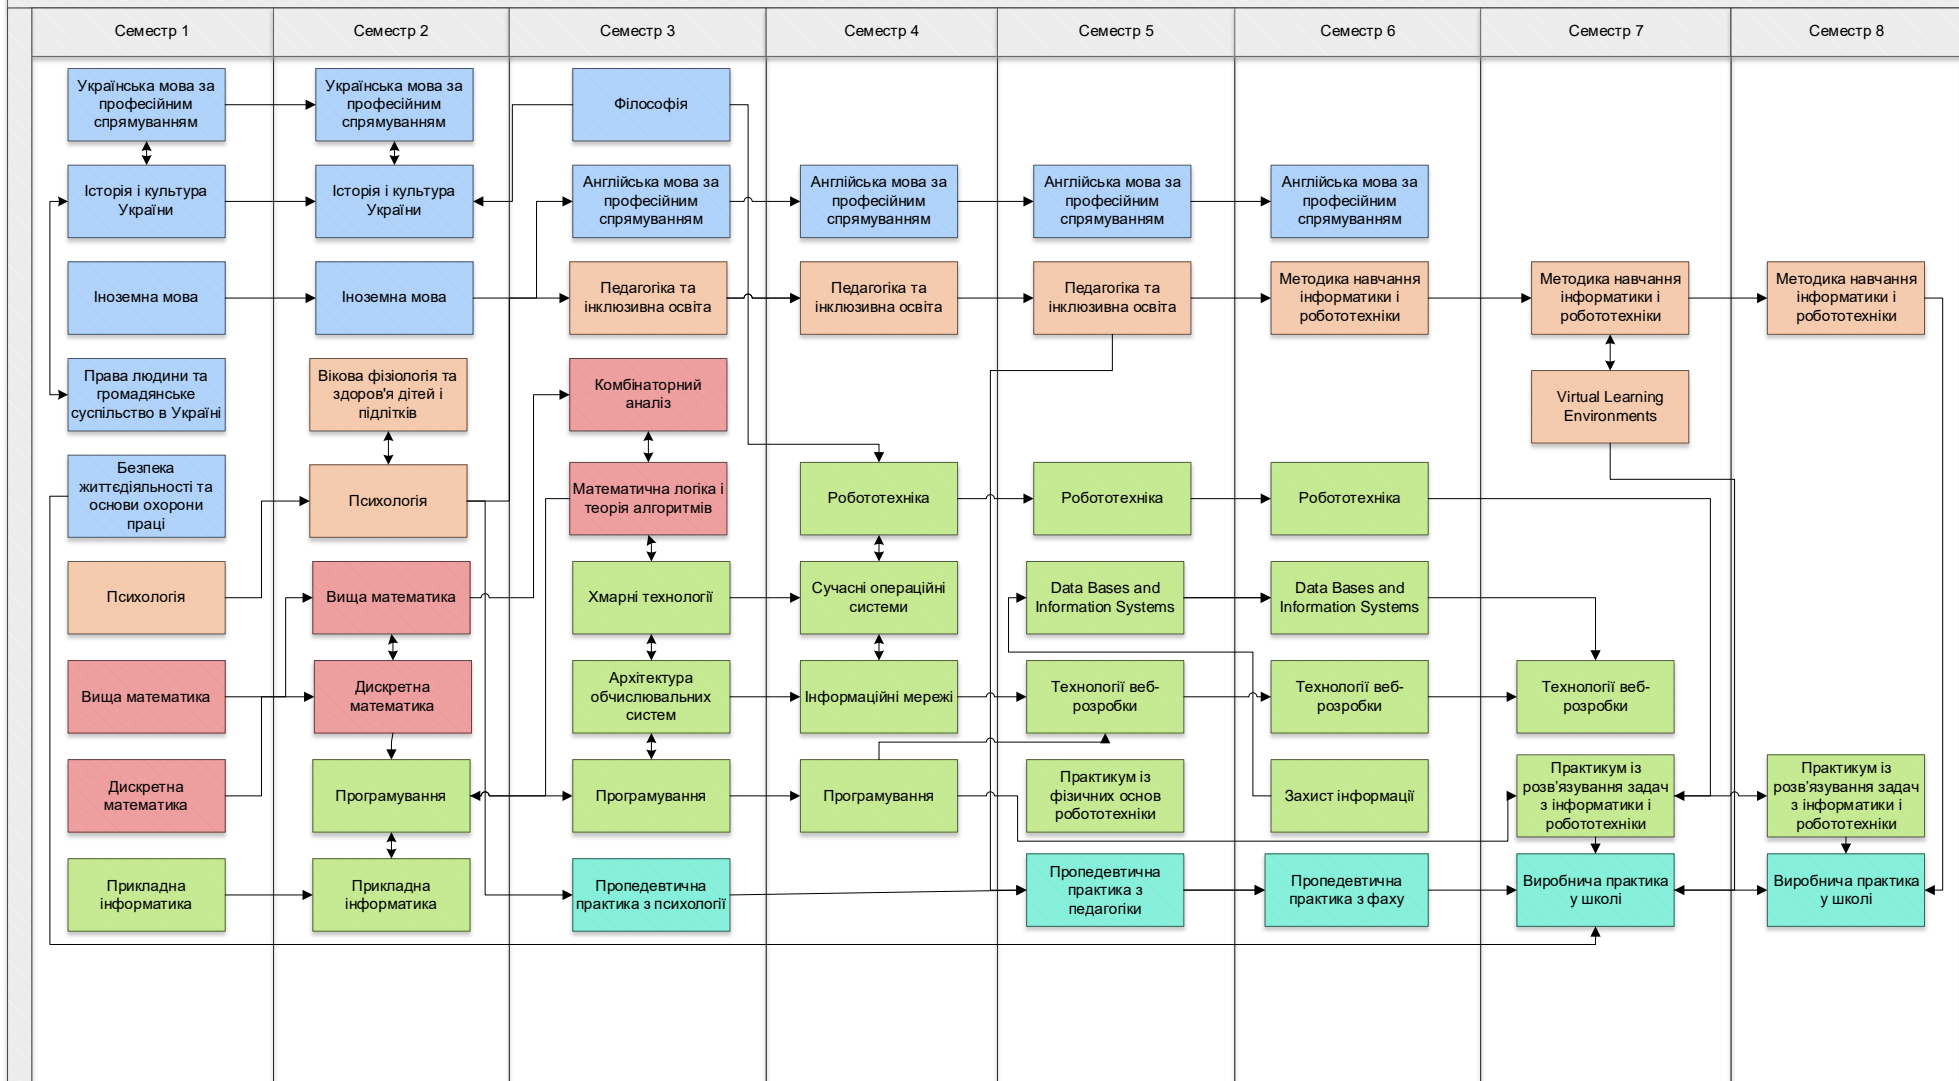 Семестр 1
Семестр 2
Семестр 3
Семестр 4
Семестр 5
Семестр 6
Семестр 7
Семестр 8
Українська мова за
професійним
спрямуванням
Українська мова за
професійним
спрямуванням
Філософія
Історія і культура
України
Історія і культура
України
Англійська мова за
професійним
спрямуванням
Англійська мова за
професійним
спрямуванням
Англійська мова за
професійним
спрямуванням
Англійська мова за
професійним
спрямуванням
Іноземна мова
Іноземна мова
Педагогіка та
інклюзивна освіта
Педагогіка та
інклюзивна освіта
Педагогіка та
інклюзивна освіта
Методика навчання
інформатики і
робототехніки
Методика навчання
інформатики і
робототехніки
Методика навчання
інформатики і
робототехніки
Права людини та
громадянське
суспільство в Україні
Вікова фізіологія та
здоров'я дітей і
підлітків
Комбінаторний
аналіз
Virtual Learning
Environments
Безпека
життєдіяльності та
основи охорони
праці
Психологія
Математична логіка і
теорія алгоритмів
Робототехніка
Робототехніка
Робототехніка
Психологія
Вища математика
Хмарні технології
Сучасні операційні
системи
Data Bases and
Information Systems
Data Bases and
Information Systems
Вища математика
Дискретна
математика
Архітектура
обчислювальних
систем
Інформаційні мережі
Технології веб-
розробки
Технології веб-
розробки
Технології веб-
розробки
Дискретна
математика
Програмування
Програмування
Програмування
Практикум із
фізичних основ
робототехніки
Захист інформації
Практикум із
розв'язування задач
з інформатики і
робототехніки
Практикум із
розв'язування задач
з інформатики і
робототехніки
Прикладна
інформатика
Прикладна
інформатика
Пропедевтична
практика з психології
Пропедевтична
практика з
педагогіки
Пропедевтична
практика з фаху
Виробнича практика
у школі
Виробнича практика
у школі